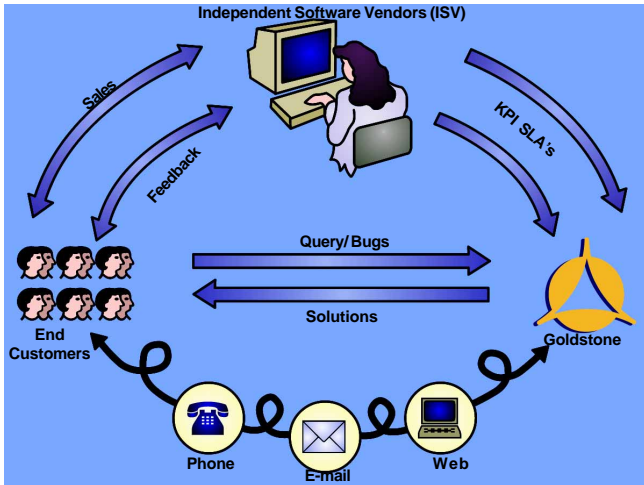 Independent Software Vendors (ISV)
Sales
Feedback
KPI SLA's
Query/Bugs
Solutions
End
Customers
Goldstone
Phone
E-mail
Web